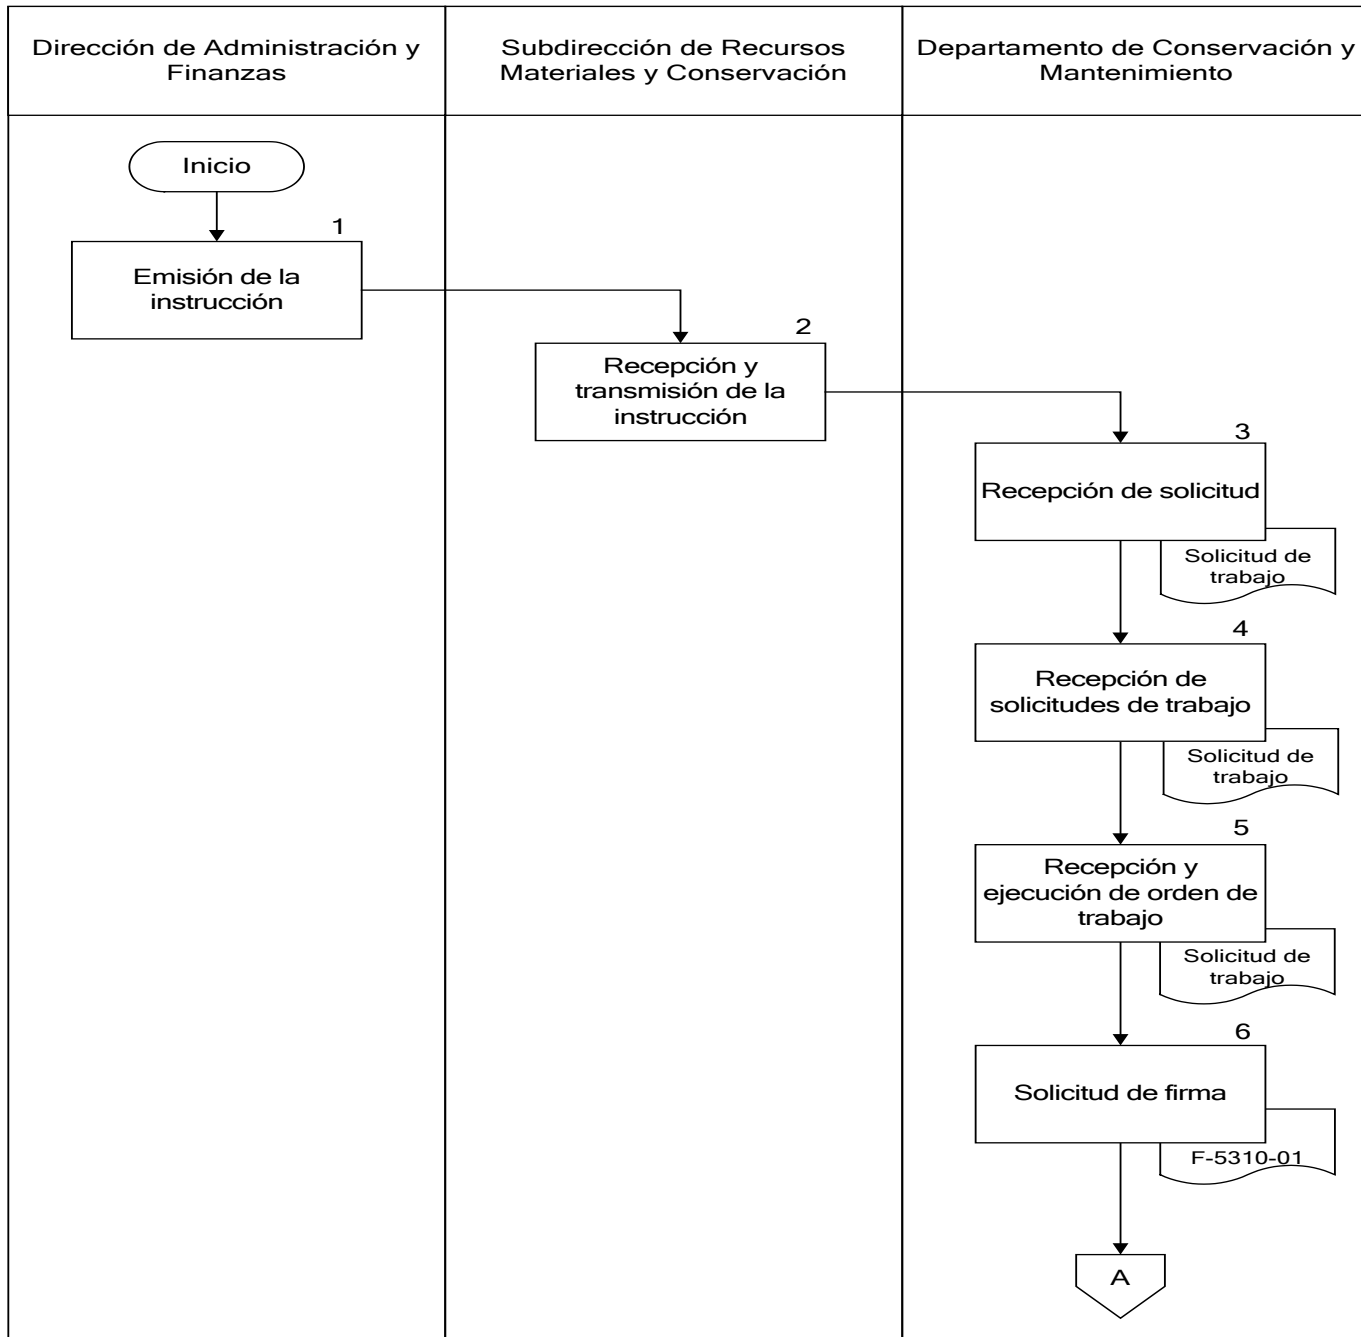 Dirección de Administración y
Finanzas
Subdirección de Recursos
Materiales y Conservación
Departamento de Conservación y
Mantenimiento
Inicio
1
Emisión de la
instrucción
2
Recepción y
transmisión de la
instrucción
3
Recepción de solicitud
Solicitud de
trabajo
4
Recepción de
solicitudes de trabajo
Solicitud de
trabajo
5
Recepción y
ejecución de orden de
trabajo
Solicitud de
trabajo
6
Solicitud de firma
F-5310-01
A